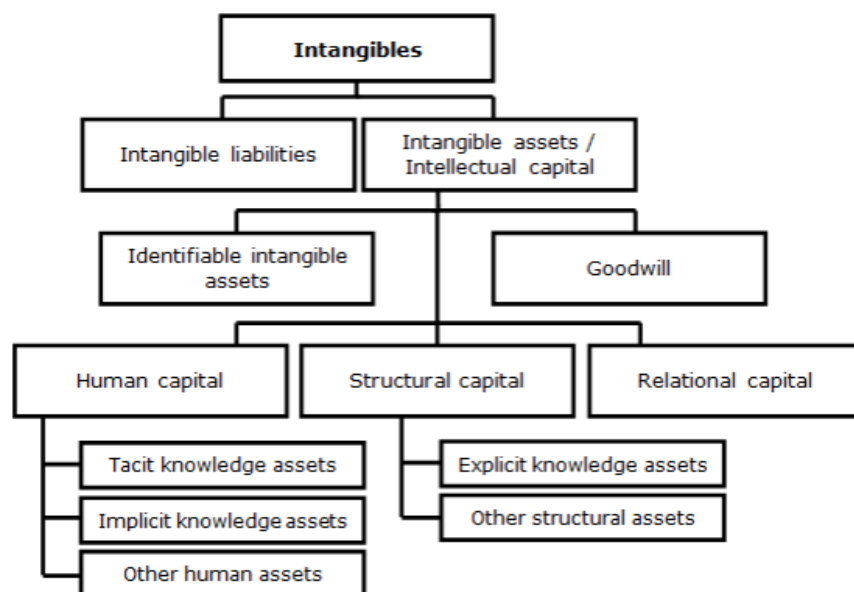 Intangibles
Intangible liabilities
Intangible assets /
Intellectual capital
Identifiable intangible
assets
Goodwill
Human capital
Structural capital
Relational capital
Tacit knowledge assets
Explicit knowledge assets
Implicit knowledge assets
Other structural assets
Other human assets